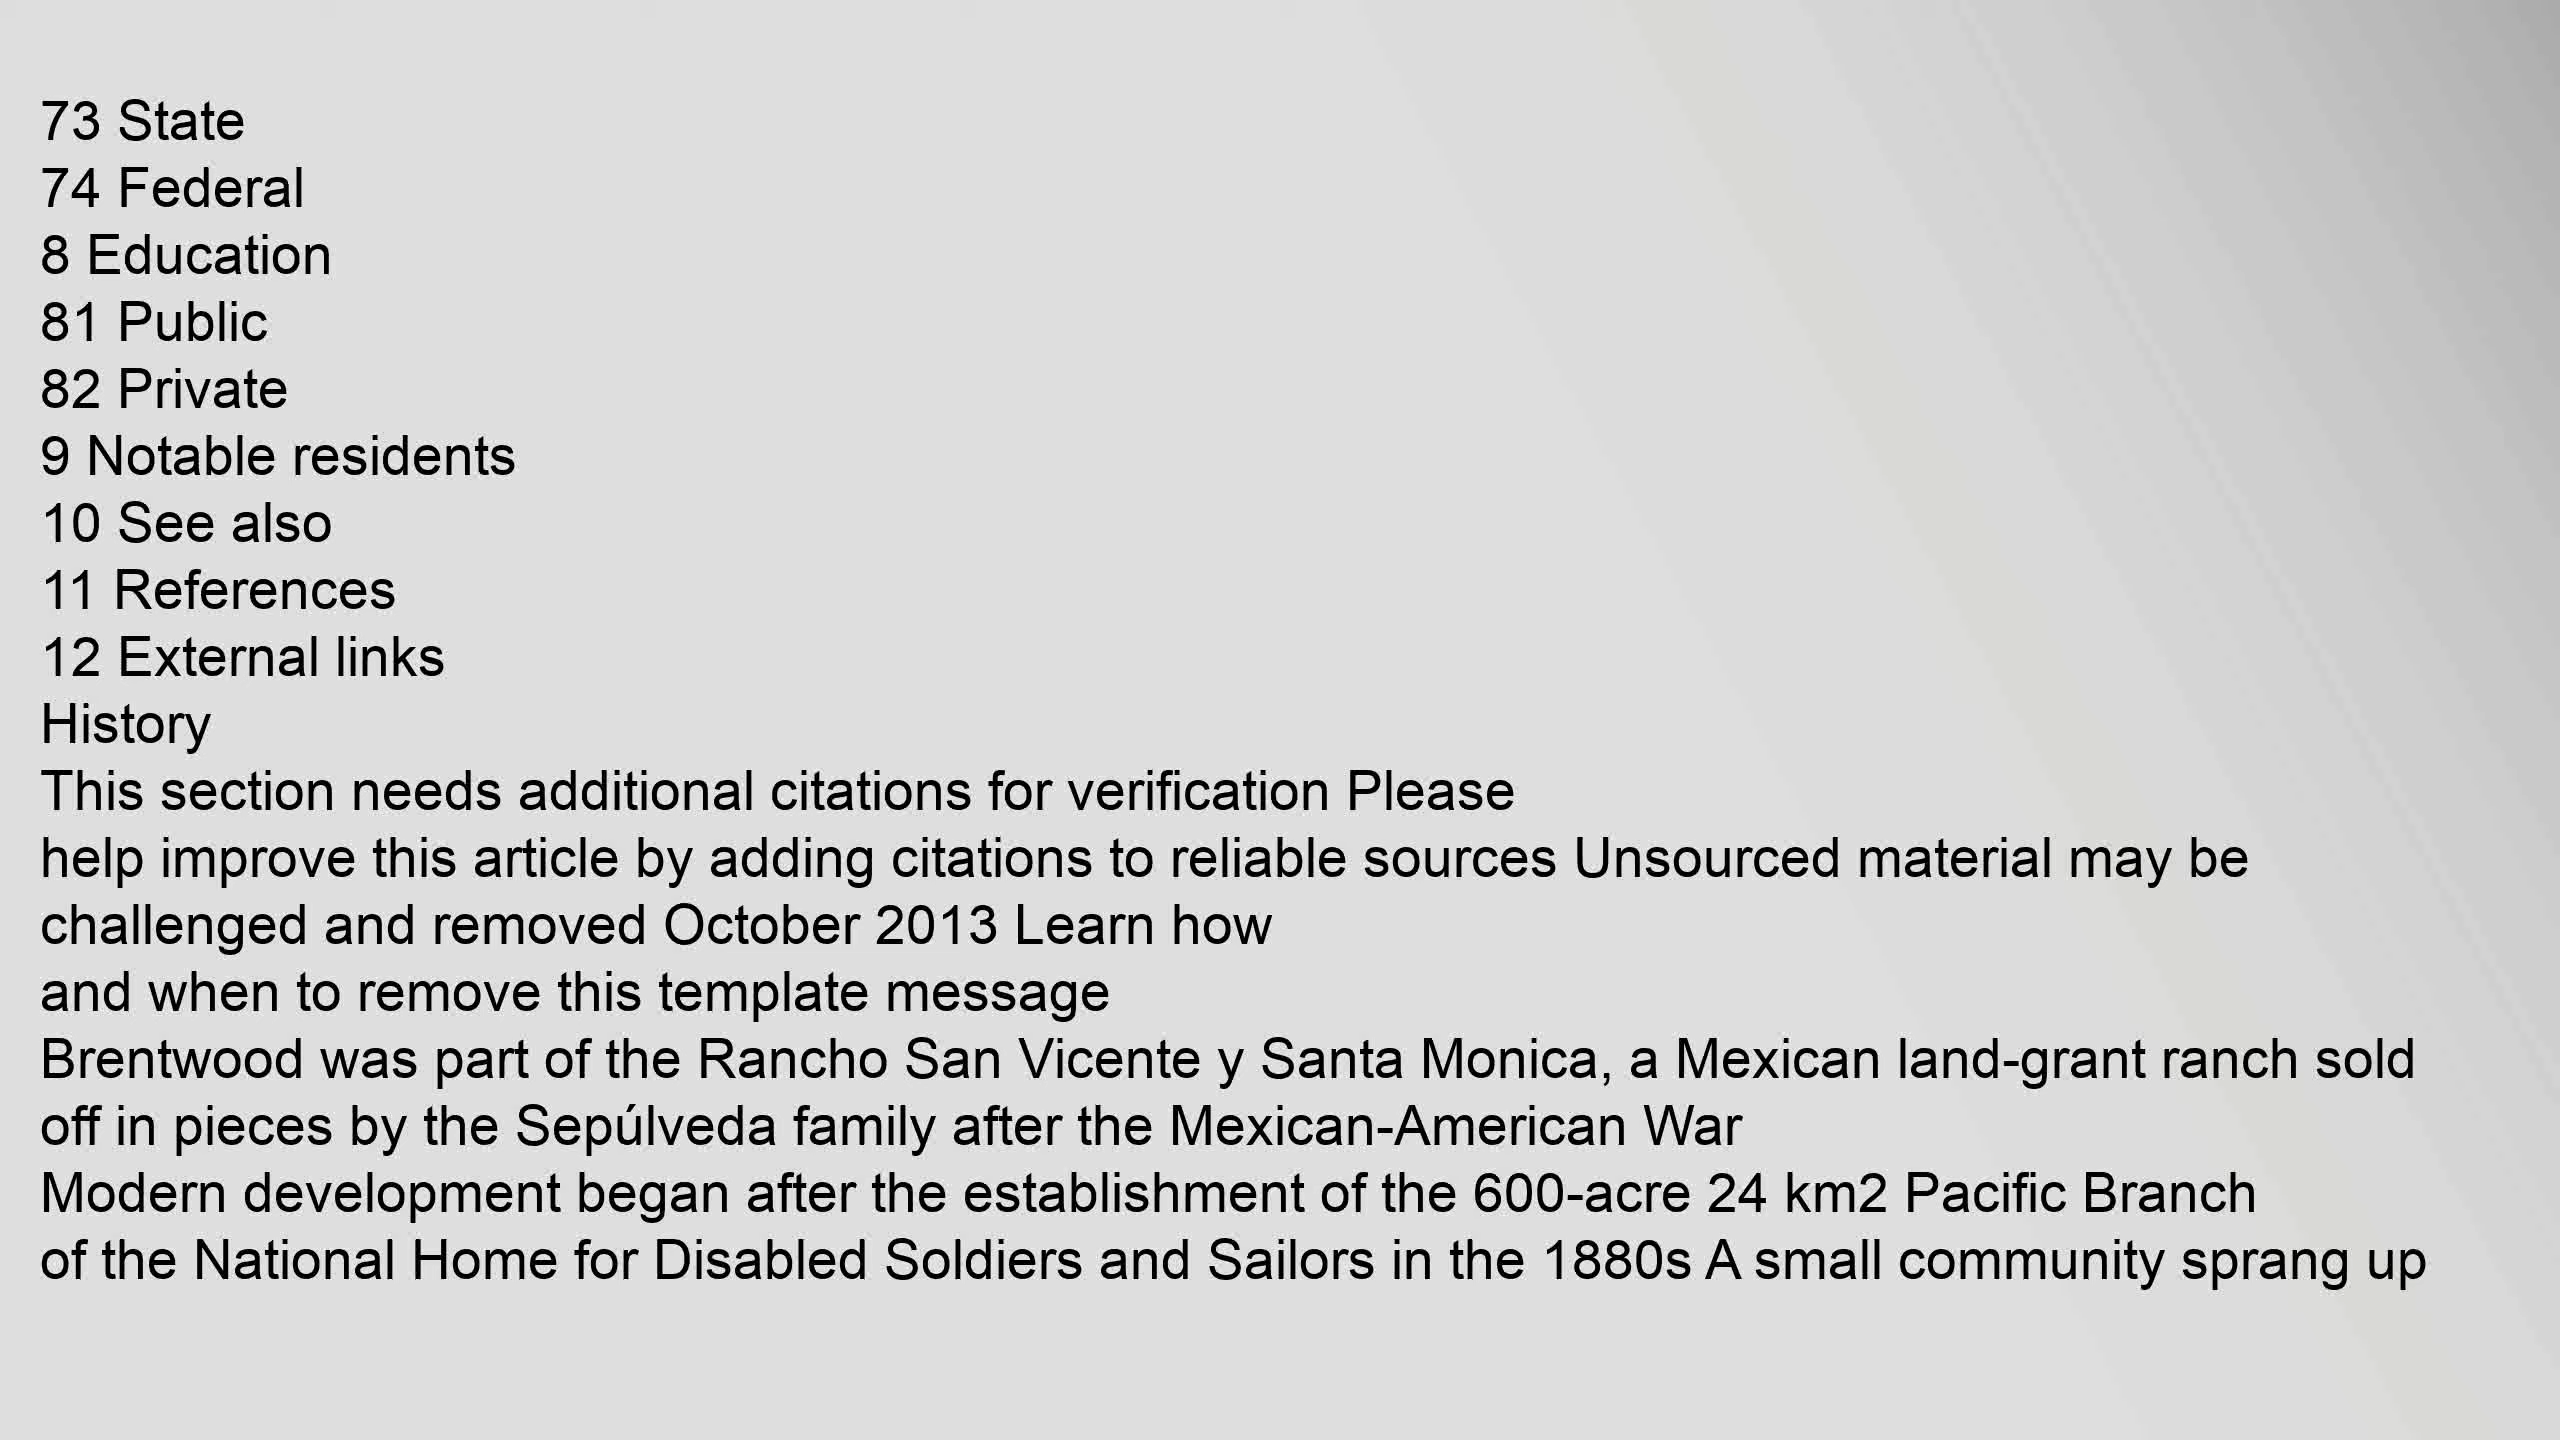 73 State
74 Federal
8 Education
81 Public
82 Private
9 Notable residents
10 See also
11 References
12 External links
History
This section needs additional citations for verification Please
help improve this article by adding citations to reliable sources Unsourced material may be
challenged and removed October 2013 Learn how
and when to remove this template message
Brentwood was part of the Rancho San Vicente y Santa Monica, a Mexican land-grant ranch sold
off in pieces by the Sepúlveda family after the Mexican-American War
Modern development began after the establishment of the 600-acre 24 km2 Pacific Branch
of the National Home for Disabled Soldiers and Sailors in the 1880s A small community sprang up